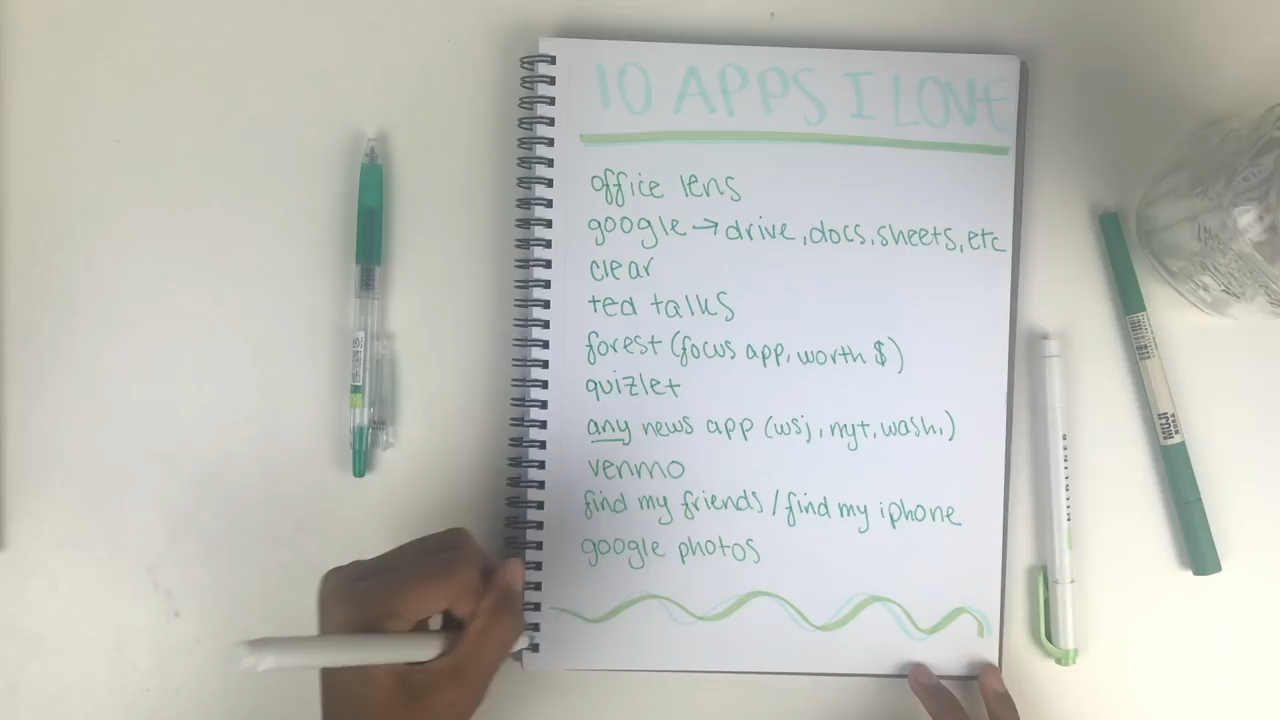 10 APPS I LOVE
office lens
google → drive, docs, sheets, etc
clear
ted talks
forest (focus app, worth $)
quizlet
any news app (wsj, nyt, wash.)
venmo
find my friends / find my iphone
google photos
MUJI